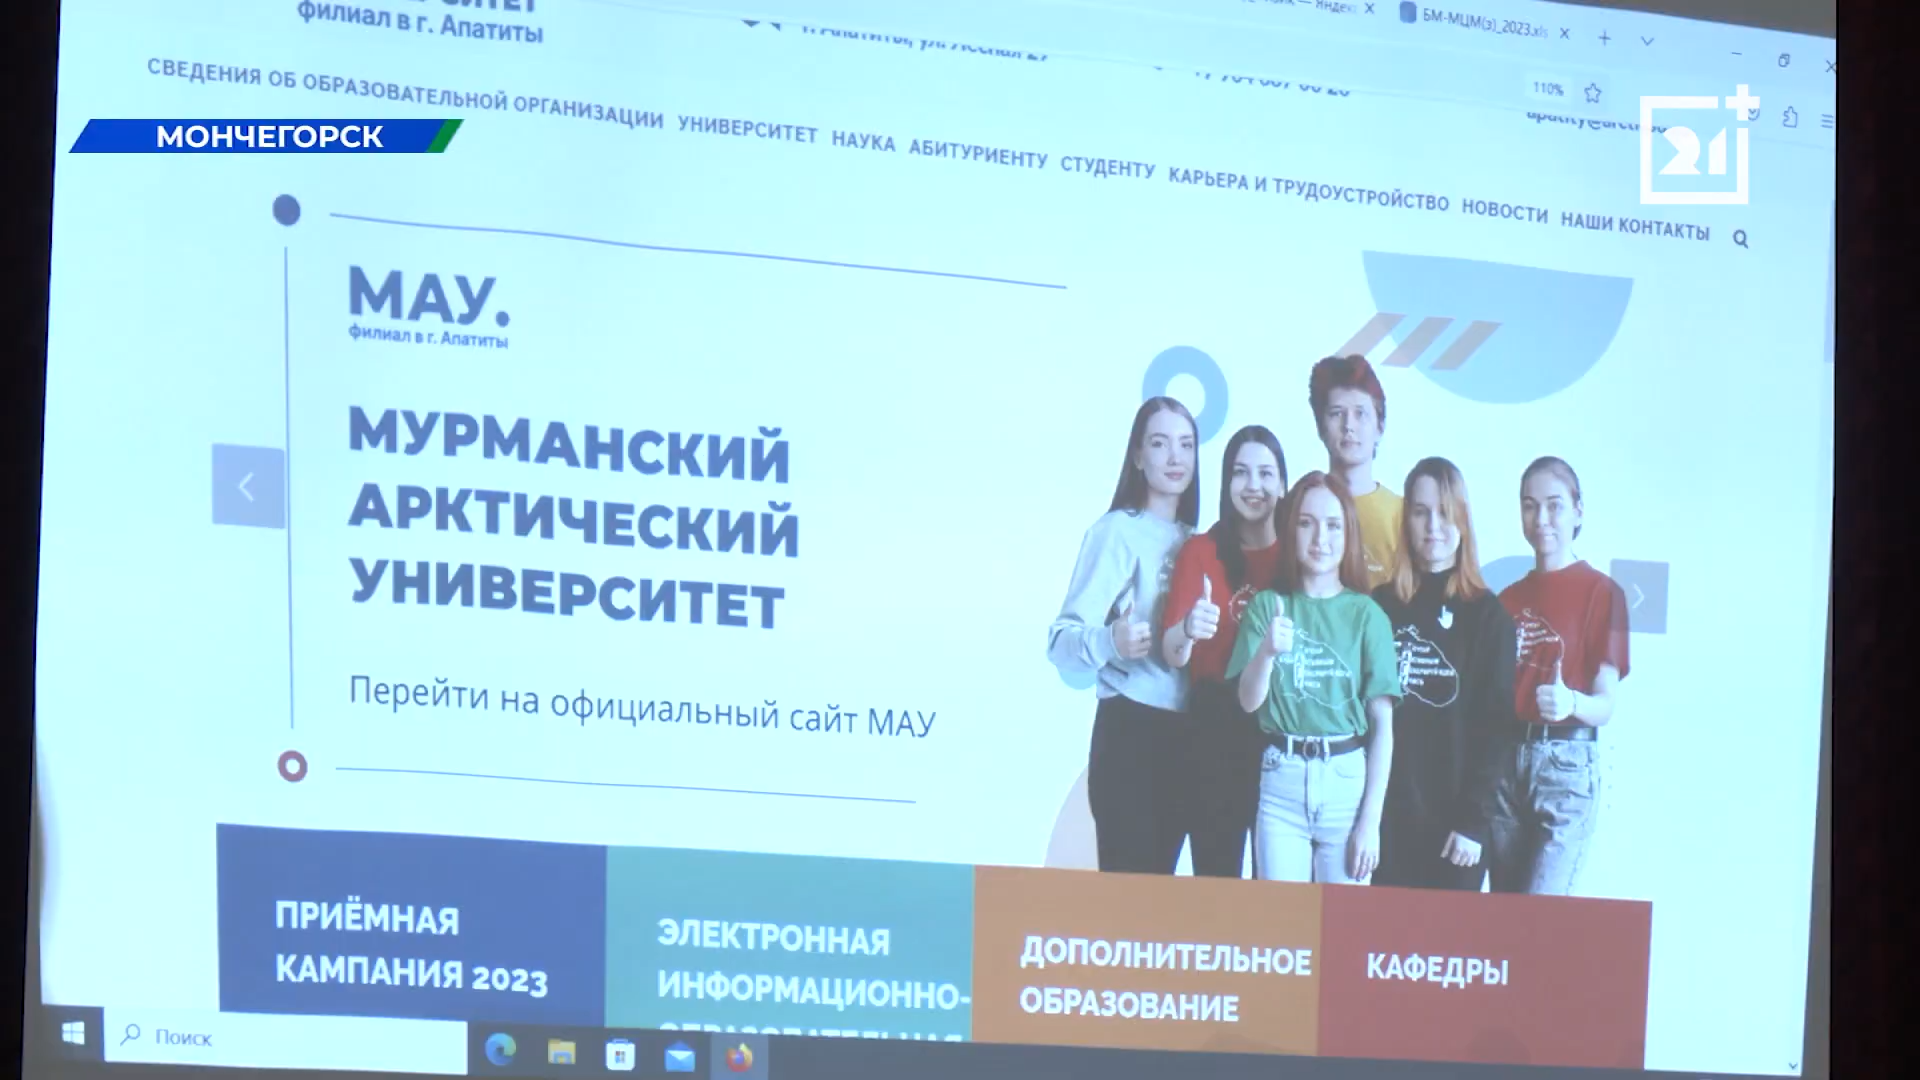 филиал в г. Апатиты
БМ-МЦМ(з)_2023.xls
110%
21+
СВЕДЕНИЯ ОБ ОБРАЗОВАТЕЛЬНОЙ ОРГАНИЗАЦИИ УНИВЕРСИТЕТ НАУКА АБИТУРИЕНТУ СТУДЕНТУ КАРЬЕРА И ТРУДОУСТРОЙСТВО НОВОСТИ НАШИ КОНТАКТЫ
МОНЧЕГОРСК
МАУ.
филиал в г. Апатиты
МУРМАНСКИЙ
АРКТИЧЕСКИЙ
УНИВЕРСИТЕТ
Перейти на официальный сайт МАУ
ПРИЁМНАЯ
КАМПАНИЯ 2023
ЭЛЕКТРОННАЯ
ИНФОРМАЦИОННО-
ДОПОЛНИТЕЛЬНОЕ
ОБРАЗОВАНИЕ
КАФЕДРЫ
Поиск